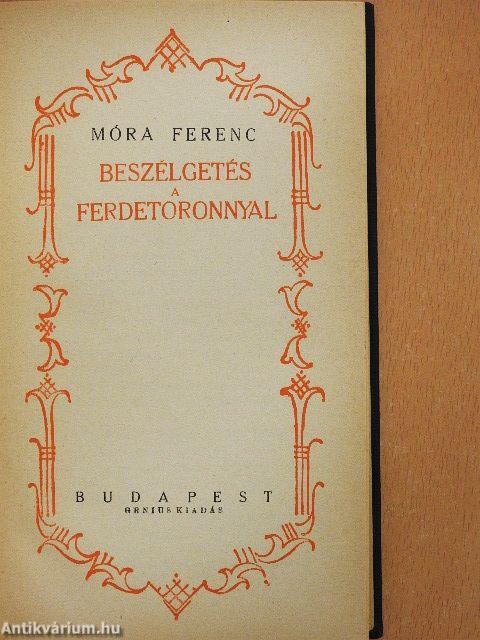 MÓRA FERENC
BESZÉLGETÉS
A
FERDETORONNYAL
BUDAPEST
GENIUS KIADÁS
Antikvárium.hu